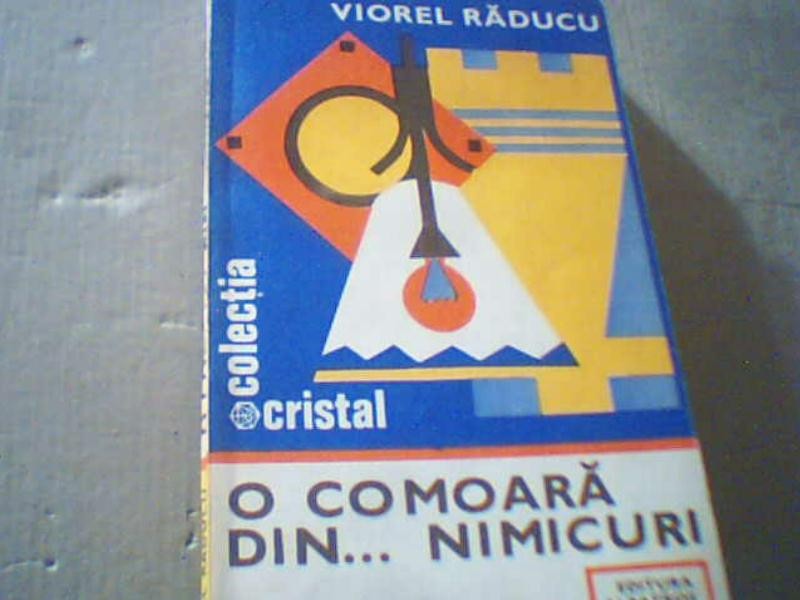 VIOREL RĂDUCU
colecția
cristal
O COMOARĂ
DIN... NIMICURI
EDITURA